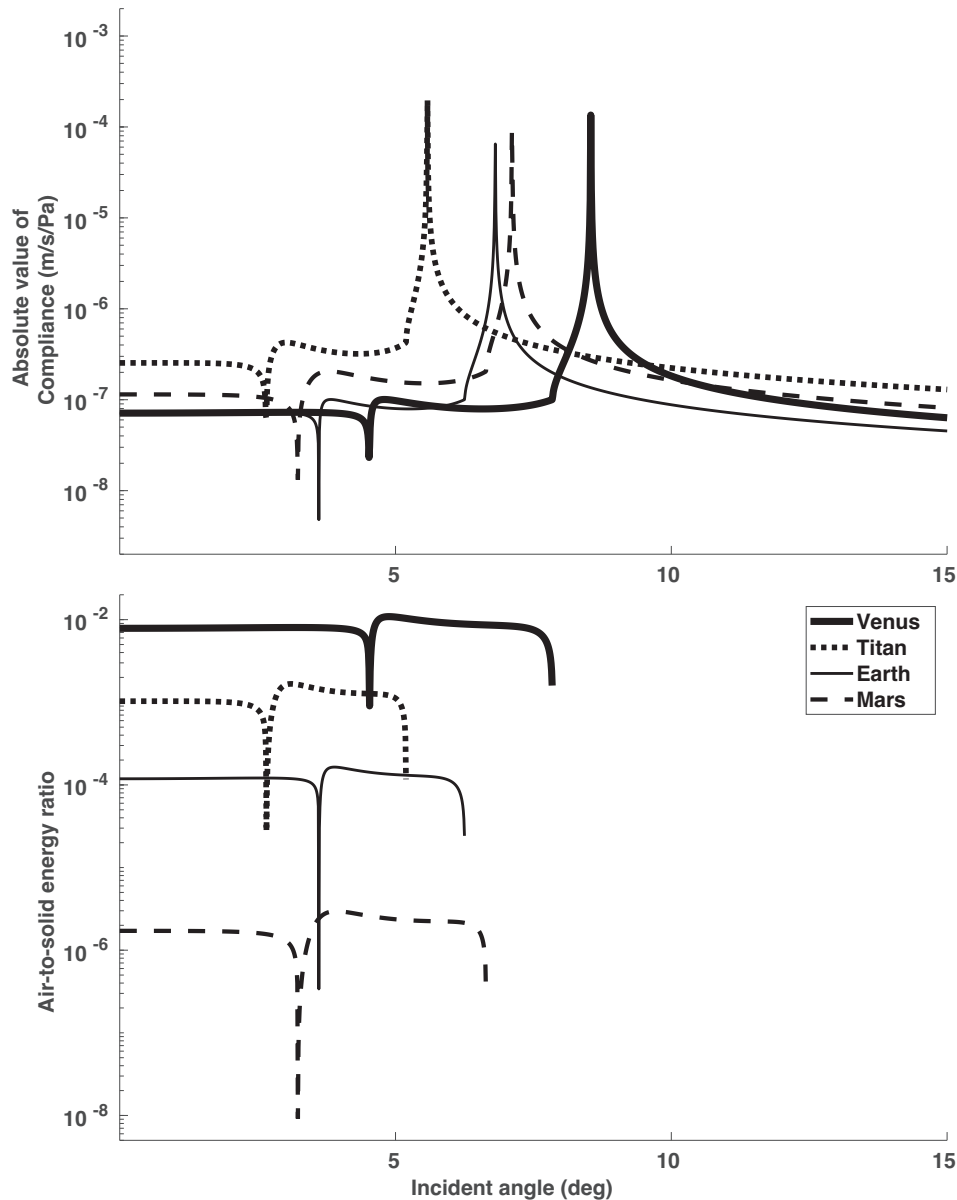 10 -3
10 -4
10 -5
10 -6
10 -7
10 -8
Absolute value of
Compliance (m/s/Pa)
5
10
15
10 -2
10 -4
10 -6
10 -8
Air-to-solid energy ratio
Venus
Titan
Earth
Mars
5
10
15
Incident angle (deg)